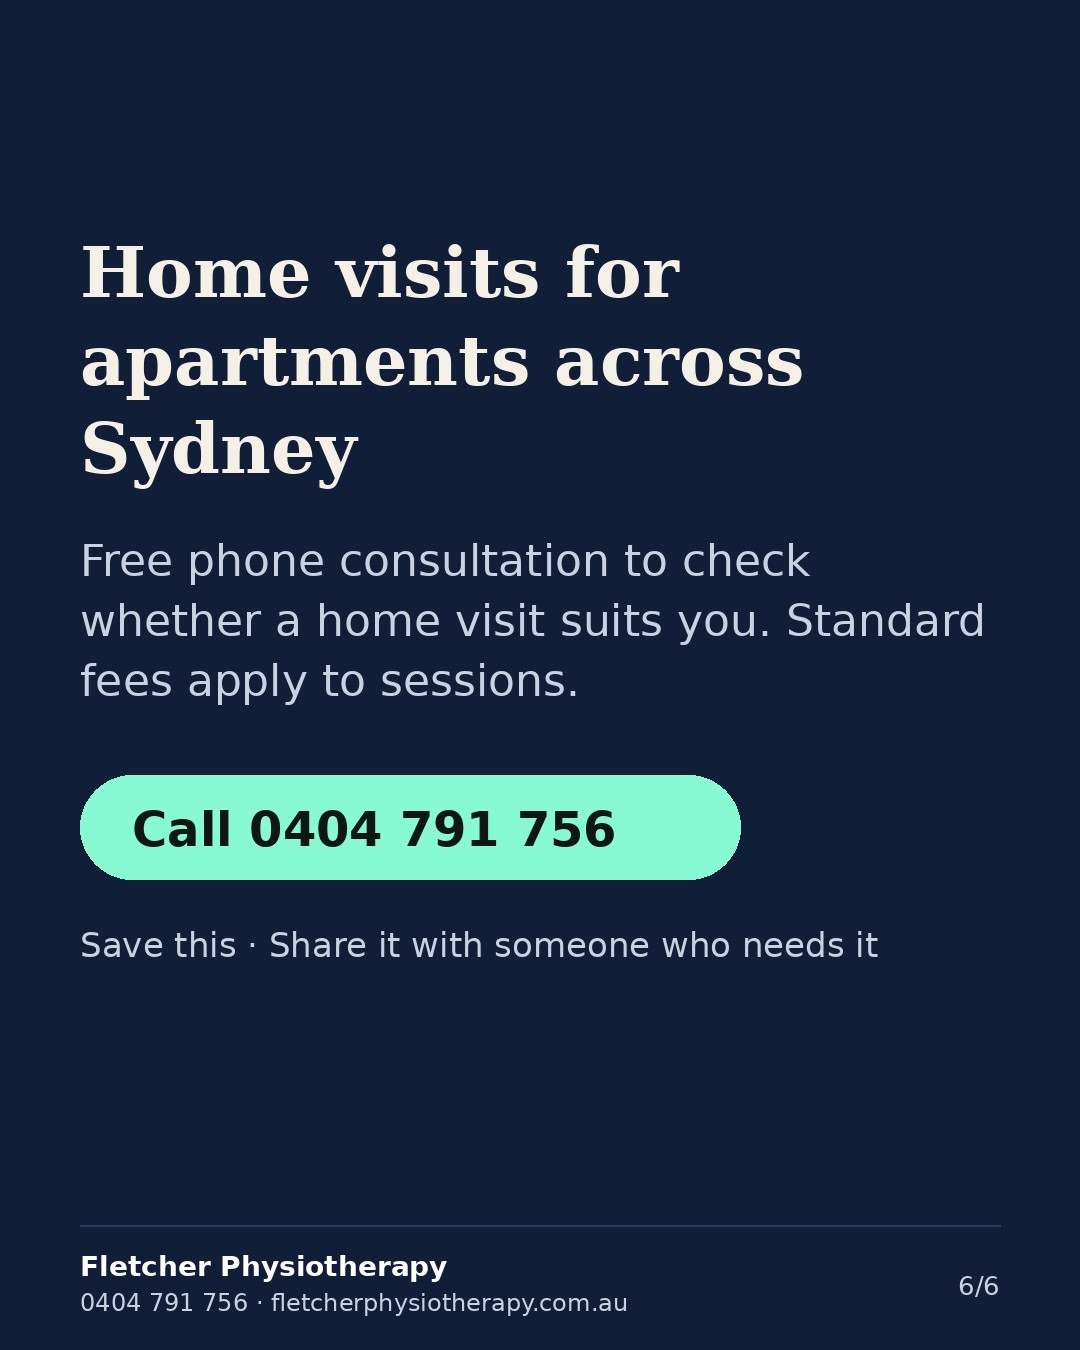 Home visits for
apartments across
Sydney
Free phone consultation to check
whether a home visit suits you. Standard
fees apply to sessions.
Call 0404 791 756
Save this · Share it with someone who needs it
Fletcher Physiotherapy
0404 791 756 · fletcherphysiotherapy.com.au
6/6